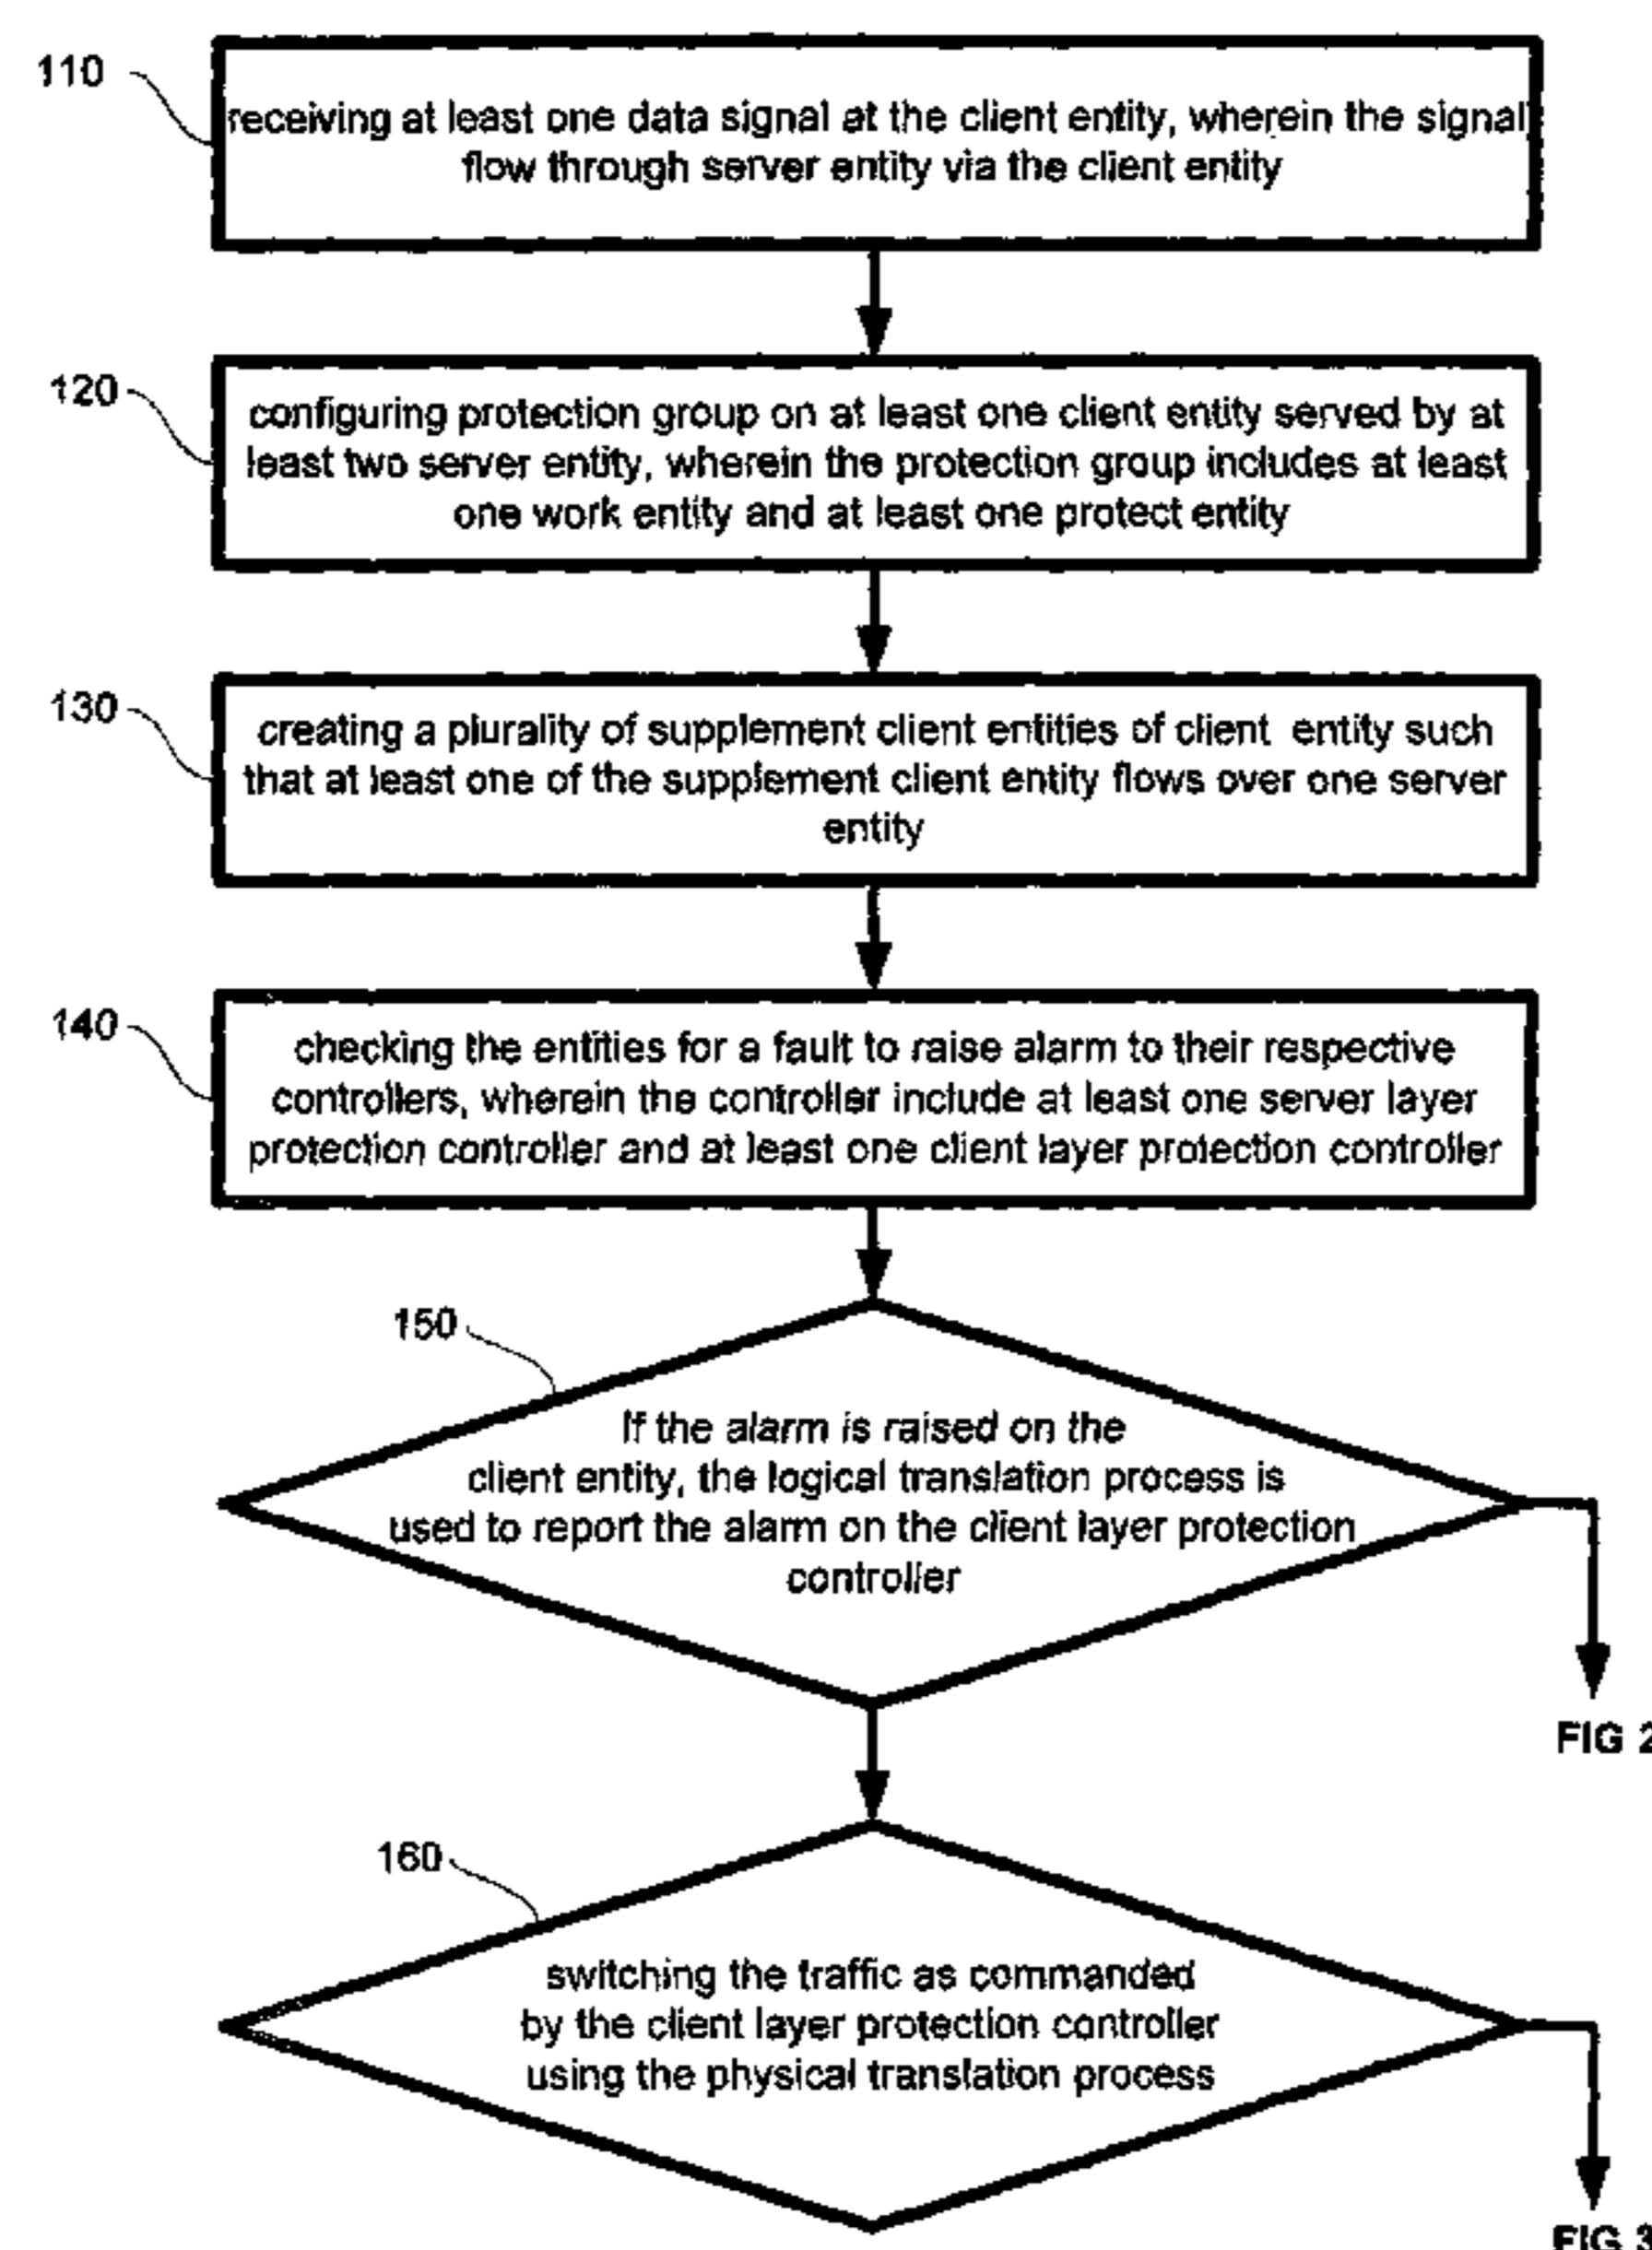 110
receiving at least one data signal at the client entity, wherein the signal
flow through server entity via the client entity
120
configuring protection group on at least one client entity served by at
least two server entity, wherein the protection group includes at least
one work entity and at least one protect entity
130
creating a plurality of supplement client entities of client entity such
that at least one of the supplement client entity flows over one server
entity
140
checking the entities for a fault to raise alarm to their respective
controllers, wherein the controller include at least one server layer
protection controller and at least one client layer protection controller
150
If the alarm is raised on the
client entity, the logical translation process is
used to report the alarm on the client layer protection
controller
FIG 2
160
switching the traffic as commanded
by the client layer protection controller
using the physical translation process
FIG 3